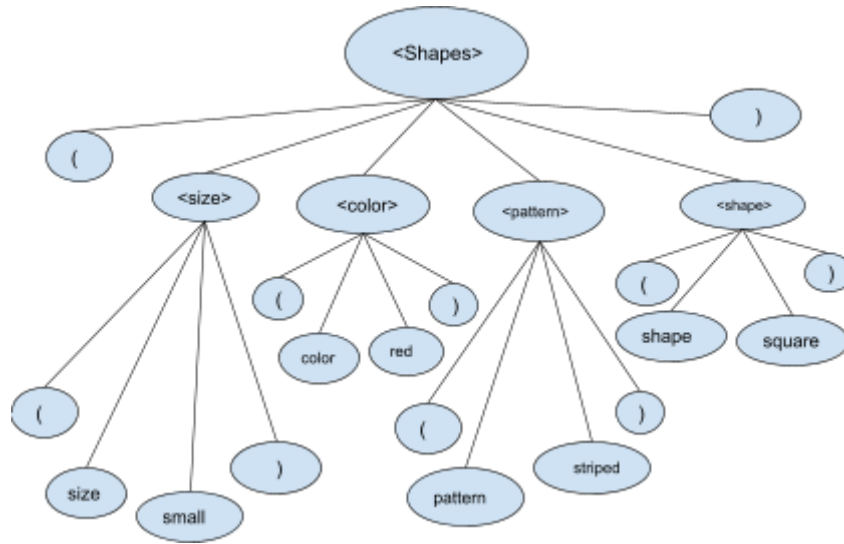 <Shapes>
(
)
<size>
<color>
<pattern>
<shape>
(
)
(
)
shape
square
color
red
(
)
(
)
size
small
pattern
striped